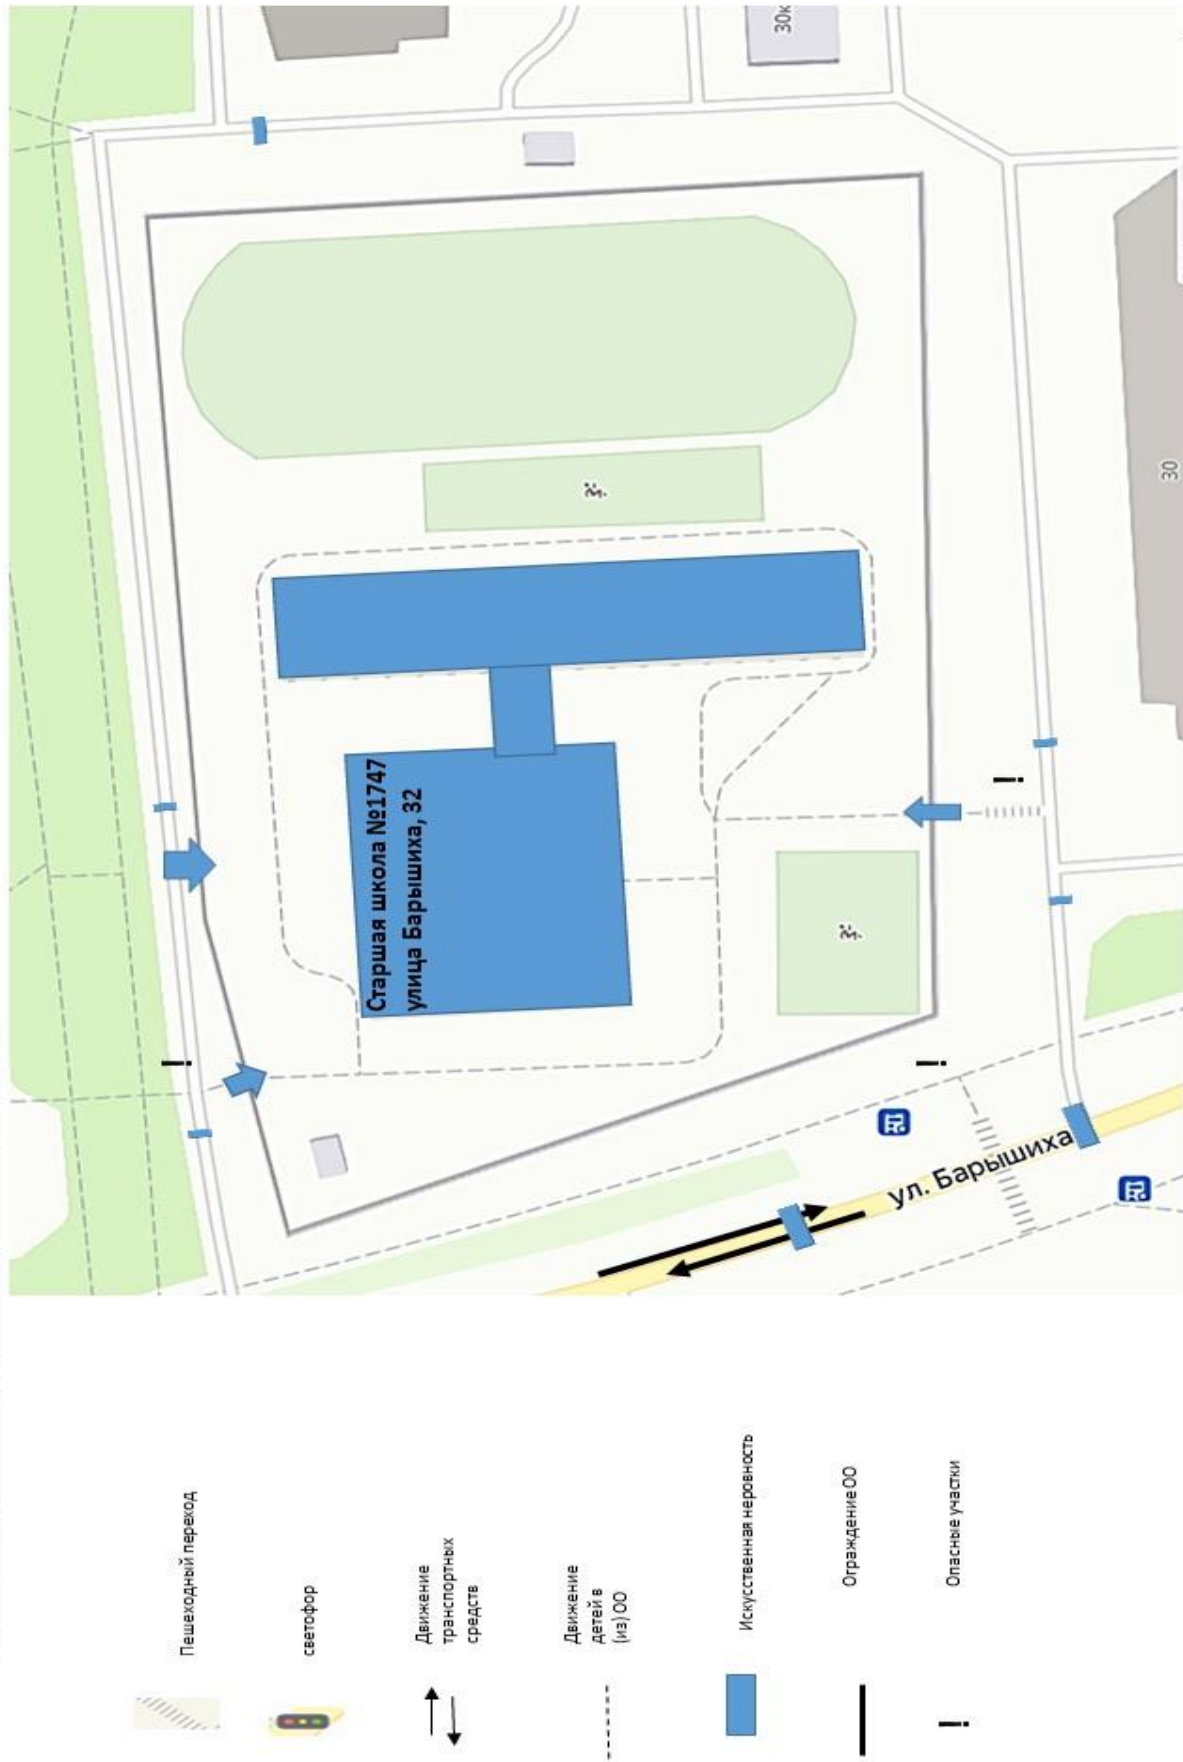 Старшая школа №1747
улица Барышиха, 32
30к
30
ул. Барышиха
Пешеходный переход
светофор
Движение
транспортных
средств
Движение
детей в
(из) ОО
Искусственная неровность
Ограждение ОО
Опасные участки